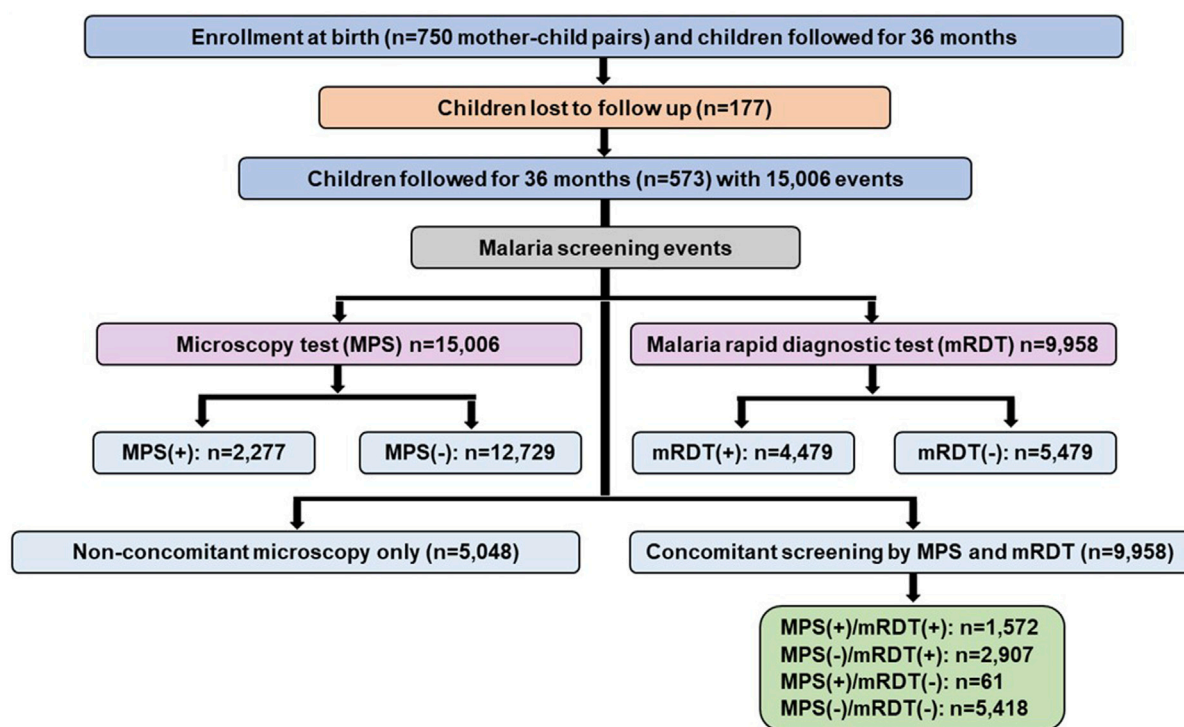 Enrollment at birth (n=750 mother-child pairs) and children followed for 36 months
Children lost to follow up (n=177)
Children followed for 36 months (n=573) with 15,006 events
Malaria screening events
Microscopy test (MPS) n=15,006
Malaria rapid diagnostic test (mRDT) n=9,958
MPS(+): n=2,277
MPS(-): n=12,729
mRDT(+): n=4,479
mRDT(-): n=5,479
Non-concomitant microscopy only (n=5,048)
Concomitant screening by MPS and mRDT (n=9,958)
MPS(+)/mRDT(+): n=1,572
MPS(-)/mRDT(+): n=2,907
MPS(+)/mRDT(-): n=61
MPS(-)/mRDT(-): n=5,418